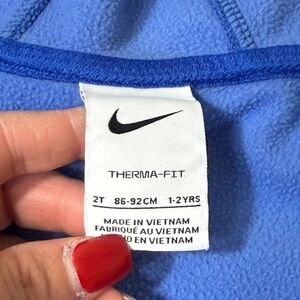 THERMA-FIT
2T 86-92CM 1-2YRS
MADE IN VIETNAM
FABRIQUÉ AU VIETNAM
EN VIETNAM